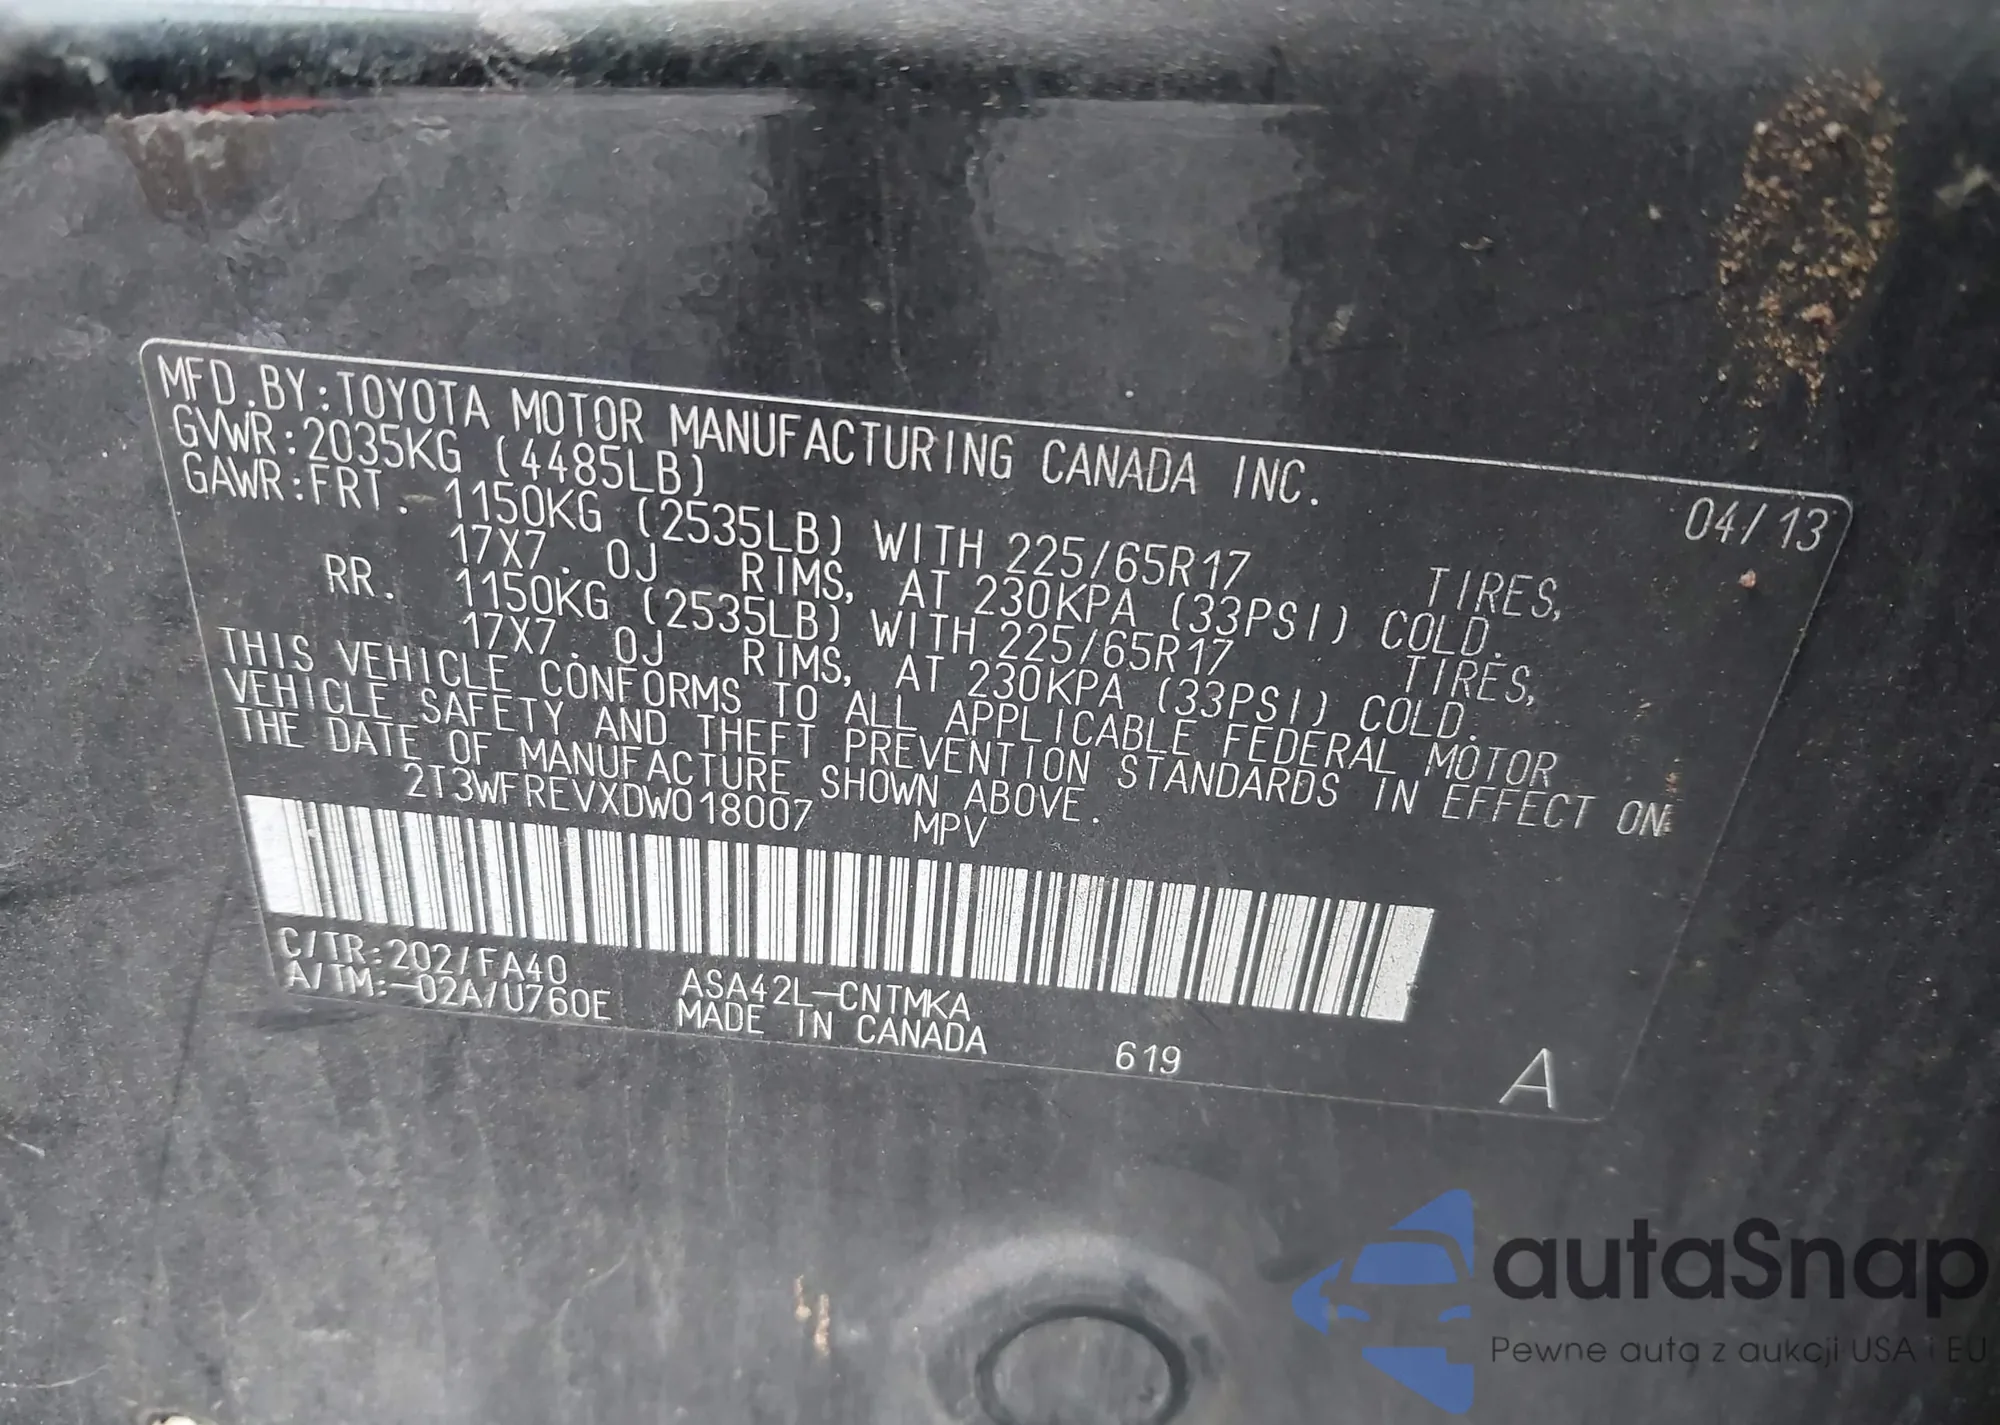 MFD.BY:TOYOTA MOTOR MANUFACTURING CANADA INC.
GVWR:2035KG (4485LB) 04/13
GAWR:FRT. 1150KG (2535LB) WITH 225/65R17 TIRES,
17X7.0J RIMS, AT 230KPA (33PSI) COLD.
RR. 1150KG (2535LB) WITH 225/65R17 TIRES,
17X7.0J RIMS, AT 230KPA (33PSI) COLD.
THIS VEHICLE CONFORMS TO ALL APPLICABLE FEDERAL MOTOR
VEHICLE SAFETY AND THEFT PREVENTION STANDARDS IN EFFECT ON
THE DATE OF MANUFACTURE SHOWN ABOVE.
2T3WFREVXDW018007 MPV
C/TR:202/FA40 ASA42L-CNTMKA
A/TM:-02A/U760E MADE IN CANADA 619
A
autaSnap
Pewne auta z aukcji USA i EU